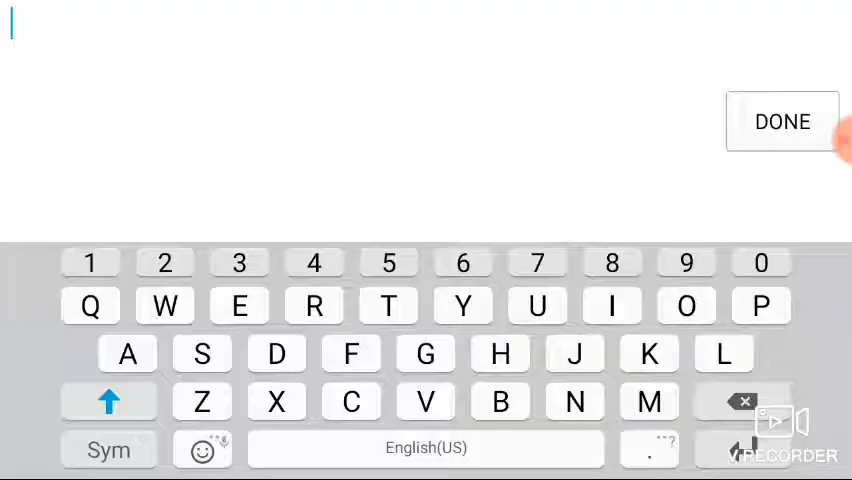 DONE
1 2 3 4 5 6 7 8 9 0
Q W E R T Y U I O P
A S D F G H J K L
Z X C V B N M
Sym English(US) . ...?
V RECORDER